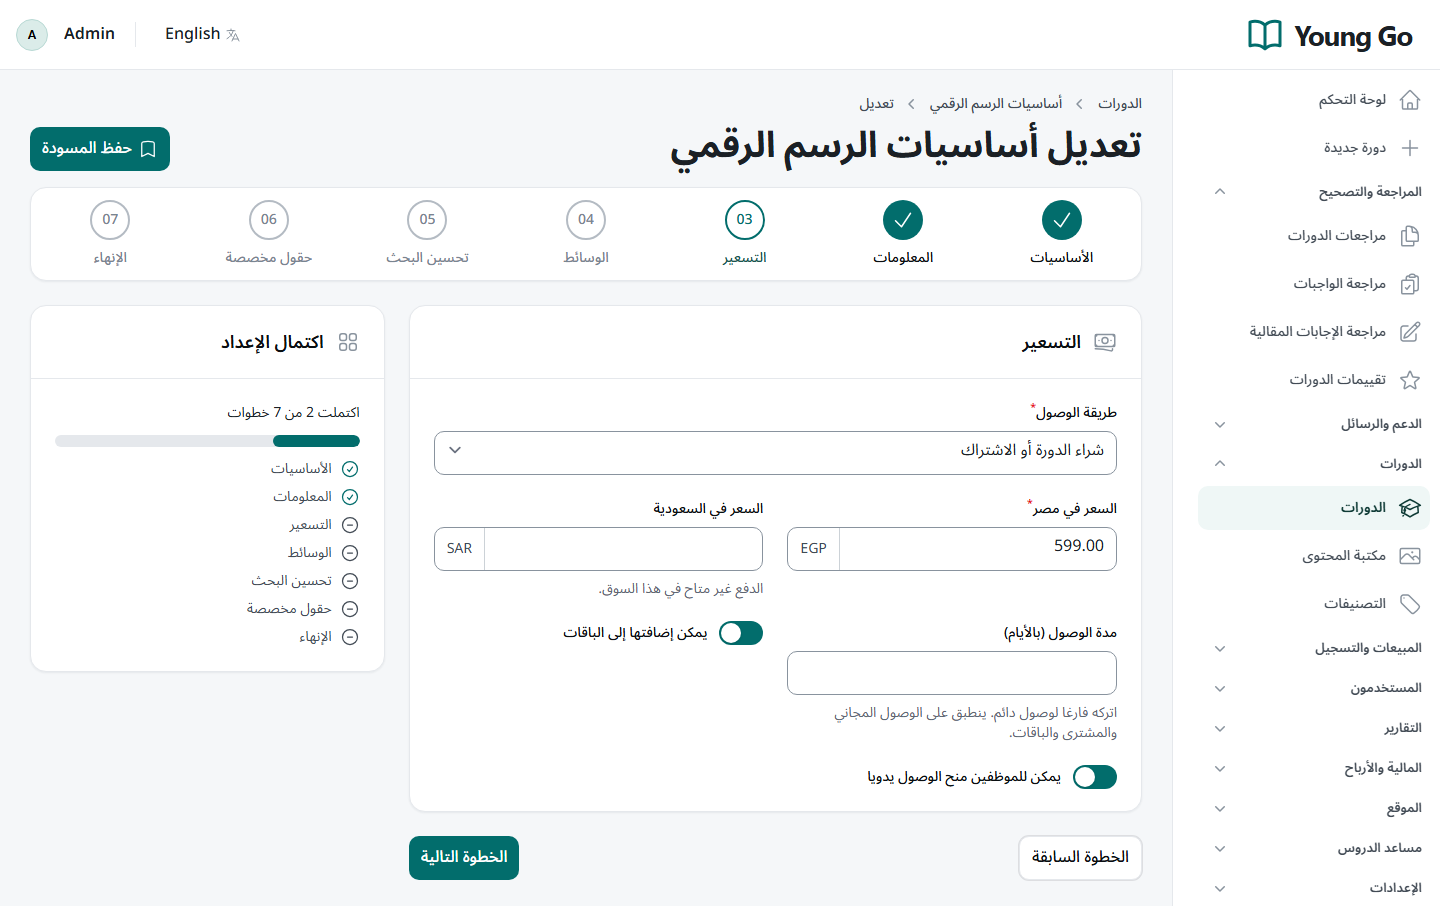 Young Go
English
Admin
A
لوحة التحكم
دورة جديدة
المراجعة والتصحيح
مراجعات الدورات
مراجعة الواجبات
مراجعة الإجابات المقالية
تقييمات الدورات
الدعم والرسائل
الدورات
الدورات
مكتبة المحتوى
التصنيفات
المبيعات والتسجيل
المستخدمون
التقارير
المالية والأرباح
الموقع
مساعد الدروس
الإعدادات
الدورات
أساسيات الرسم الرقمي
تعديل
تعديل أساسيات الرسم الرقمي
حفظ المسودة
الأساسيات
المعلومات
03
التسعير
04
الوسائط
05
تحسين البحث
06
حقول مخصصة
07
الإنهاء
التسعير
طريقة الوصول*
شراء الدورة أو الاشتراك
السعر في مصر*
599.00
EGP
السعر في السعودية
SAR
الدفع غير متاح في هذا السوق.
مدة الوصول (بالأيام)
اتركه فارغا لوصول دائم. ينطبق على الوصول المجاني
والمشترى والباقات.
يمكن إضافتها إلى الباقات
يمكن للموظفين منح الوصول يدويا
الخطوة السابقة
الخطوة التالية
اكتمال الإعداد
اكتملت 2 من 7 خطوات
الأساسيات
المعلومات
التسعير
الوسائط
تحسين البحث
حقول مخصصة
الإنهاء